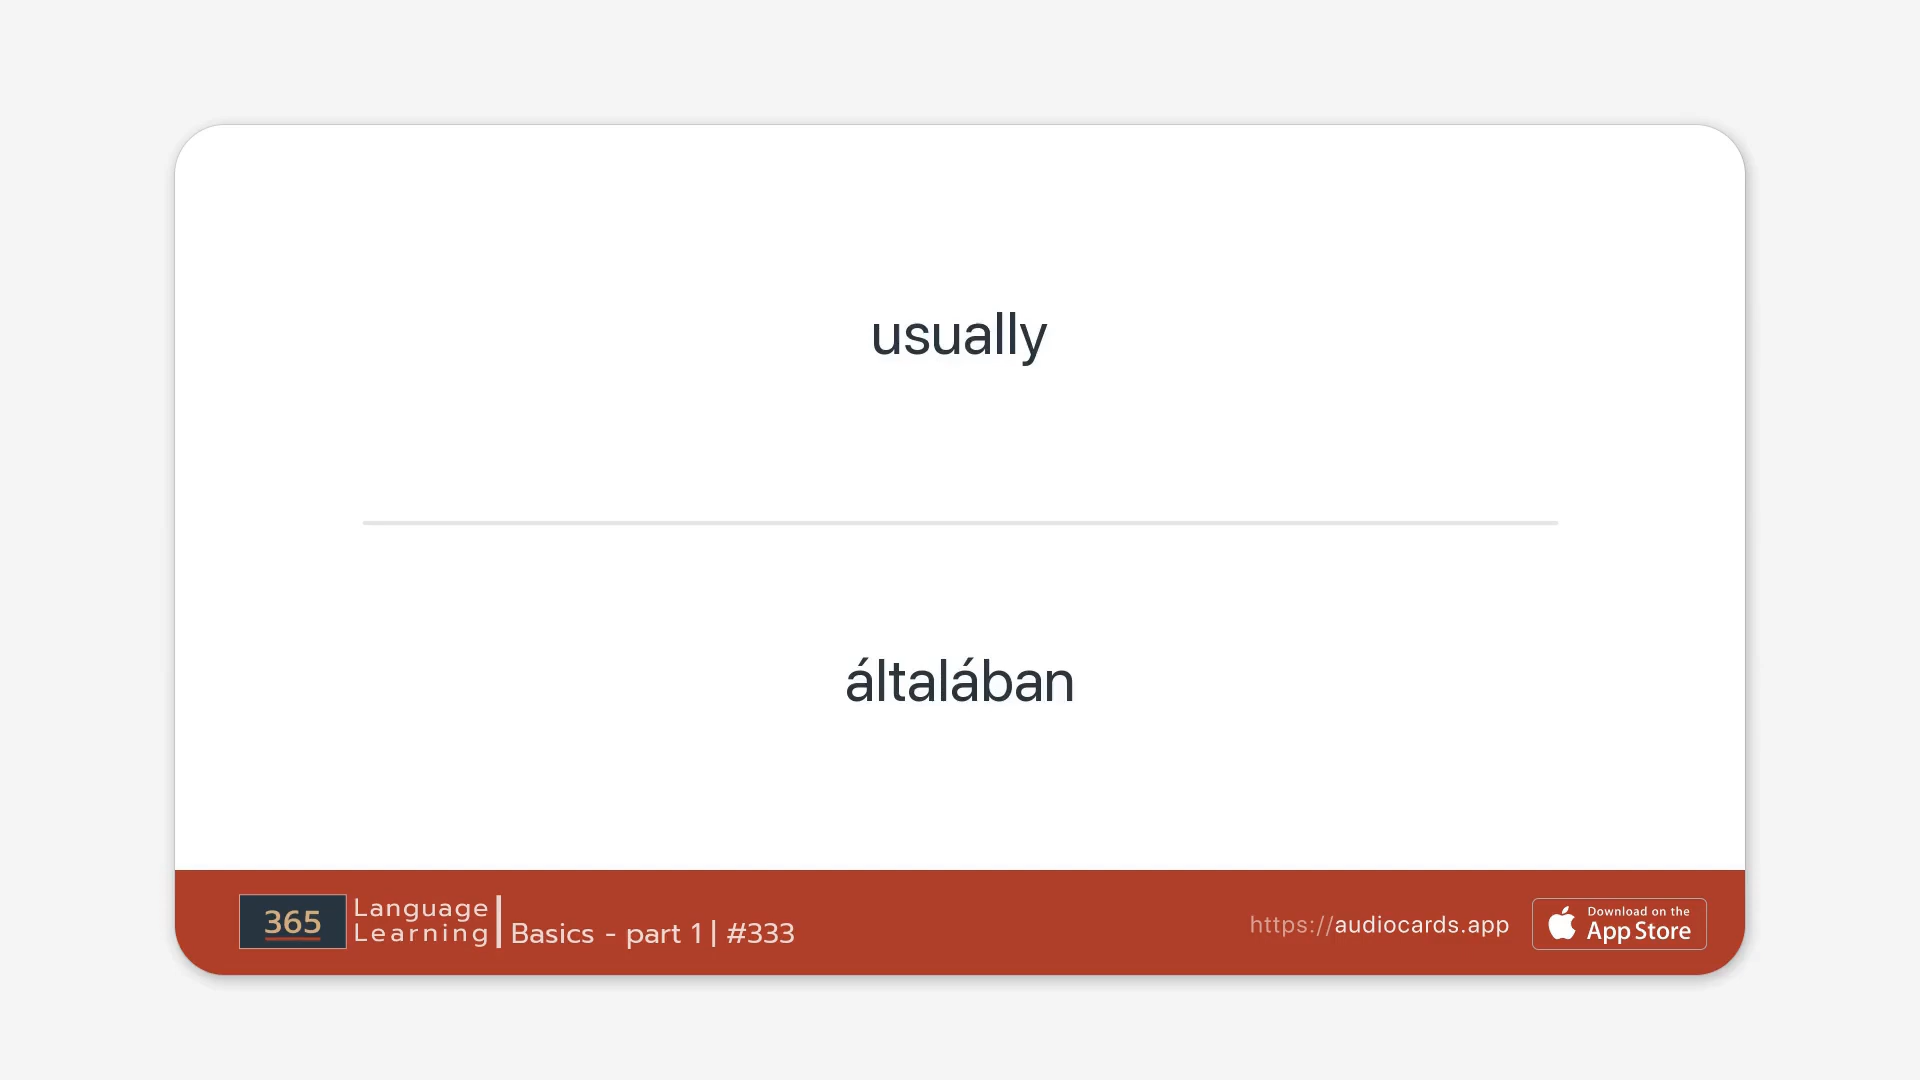 usually
általában
365
Language
Learning
Basics - part 1 | #333
https://audiocards.app
Download on the
App Store